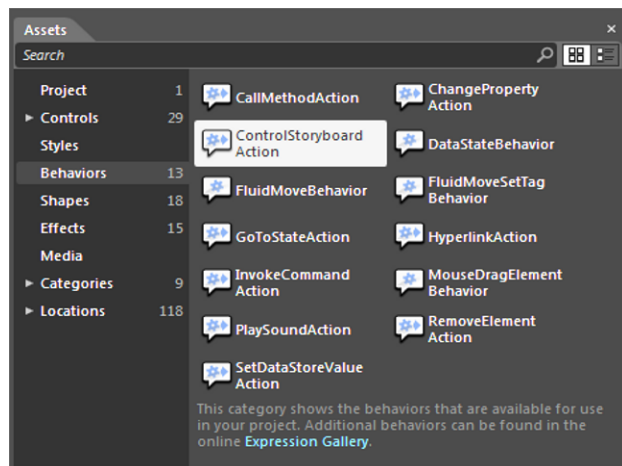 Assets
Search
Project 1
Controls 29
Styles
Behaviors 13
Shapes 18
Effects 15
Media
Categories 9
Locations 118
CallMethodAction
ChangeProperty
Action
ControlStoryboard
Action
DataStateBehavior
FluidMoveBehavior
FluidMoveSetTag
Behavior
GoToStateAction
HyperlinkAction
InvokeCommand
Action
MouseDragElement
Behavior
PlaySoundAction
RemoveElement
Action
SetDataStoreValue
Action
This category shows the behaviors that are available for use
in your project. Additional behaviors can be found in the
online Expression Gallery.